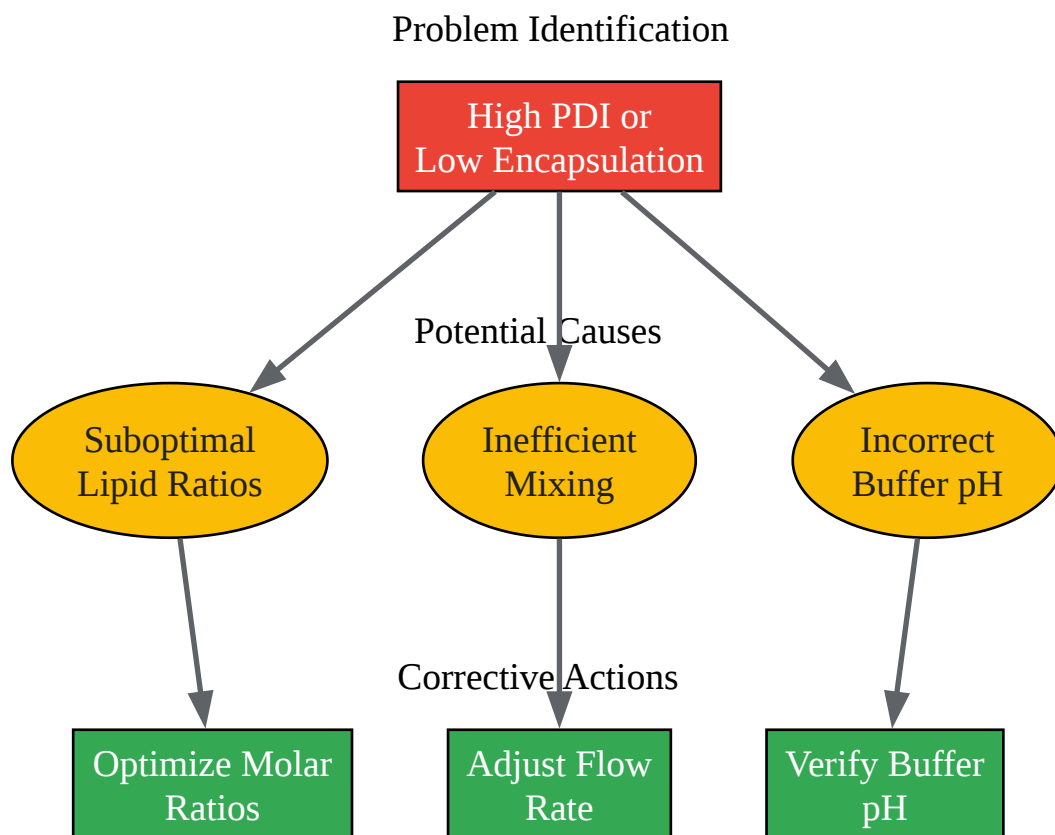 Problem Identification
High PDI or
Low Encapsulation
Potential Causes
Suboptimal
Lipid Ratios
Inefficient
Mixing
Incorrect
Buffer pH
Corrective Actions
Optimize Molar
Ratios
Adjust Flow
Rate
Verify Buffer
pH